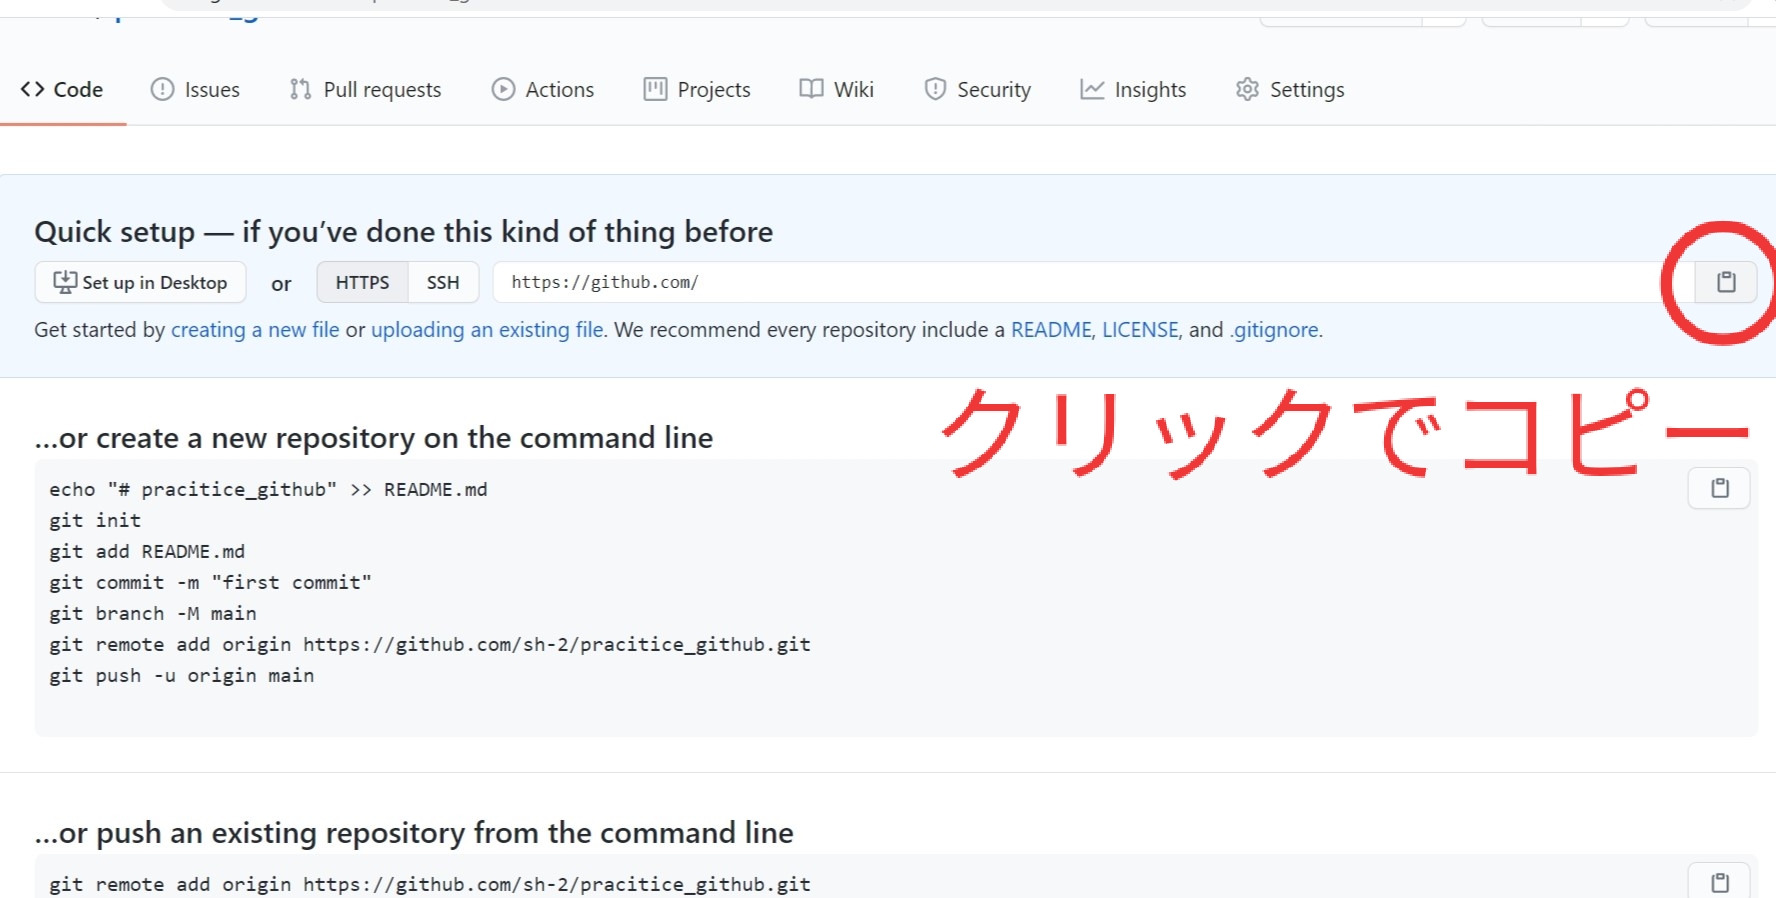 Code Issues Pull requests Actions Projects Wiki Security Insights Settings
Quick setup — if you’ve done this kind of thing before
Set up in Desktop or HTTPS SSH https://github.com/
Get started by creating a new file or uploading an existing file. We recommend every repository include a README, LICENSE, and .gitignore.
クリックでコピー
…or create a new repository on the command line
echo "# pracitice_github" >> README.md
git init
git add README.md
git commit -m "first commit"
git branch -M main
git remote add origin https://github.com/sh-2/pracitice_github.git
git push -u origin main
…or push an existing repository from the command line
git remote add origin https://github.com/sh-2/pracitice_github.git